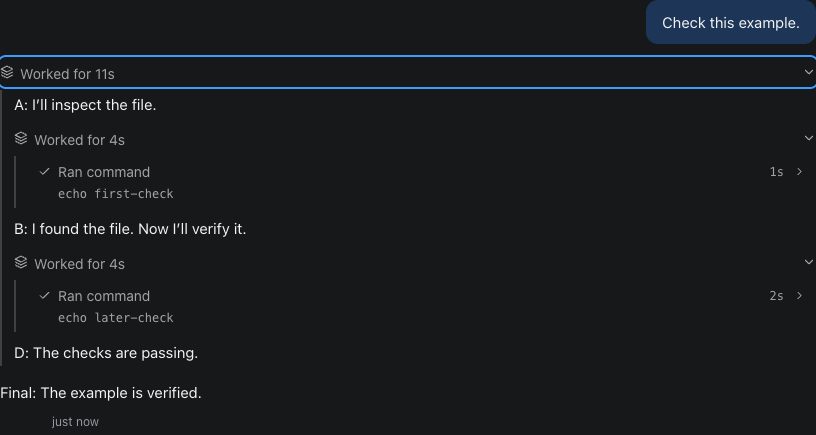 Check this example.
Worked for 11s
A: I’ll inspect the file.
Worked for 4s
Ran command 1s
echo first-check
B: I found the file. Now I’ll verify it.
Worked for 4s
Ran command 2s
echo later-check
D: The checks are passing.
Final: The example is verified.
just now